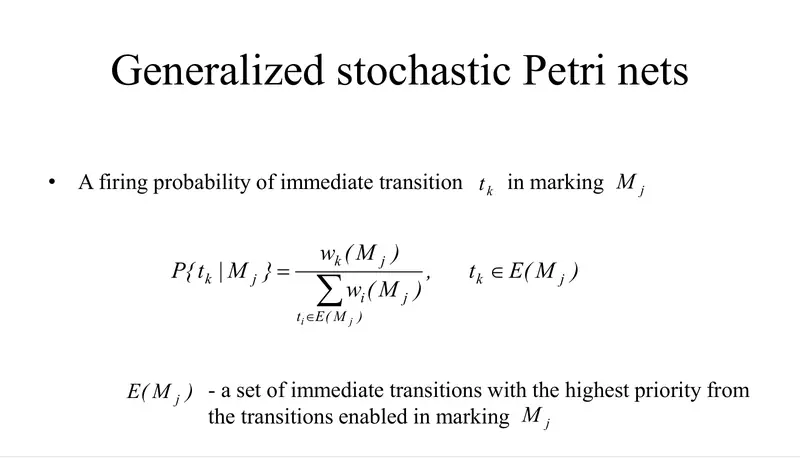 Generalized stochastic Petri nets
• A firing probability of immediate transition t_k in marking M_j
P{t_k | M_j} = w_k(M_j) / ∑_{t_i∈E(M_j)} w_i(M_j), t_k ∈ E(M_j)
E(M_j) - a set of immediate transitions with the highest priority from
the transitions enabled in marking M_j